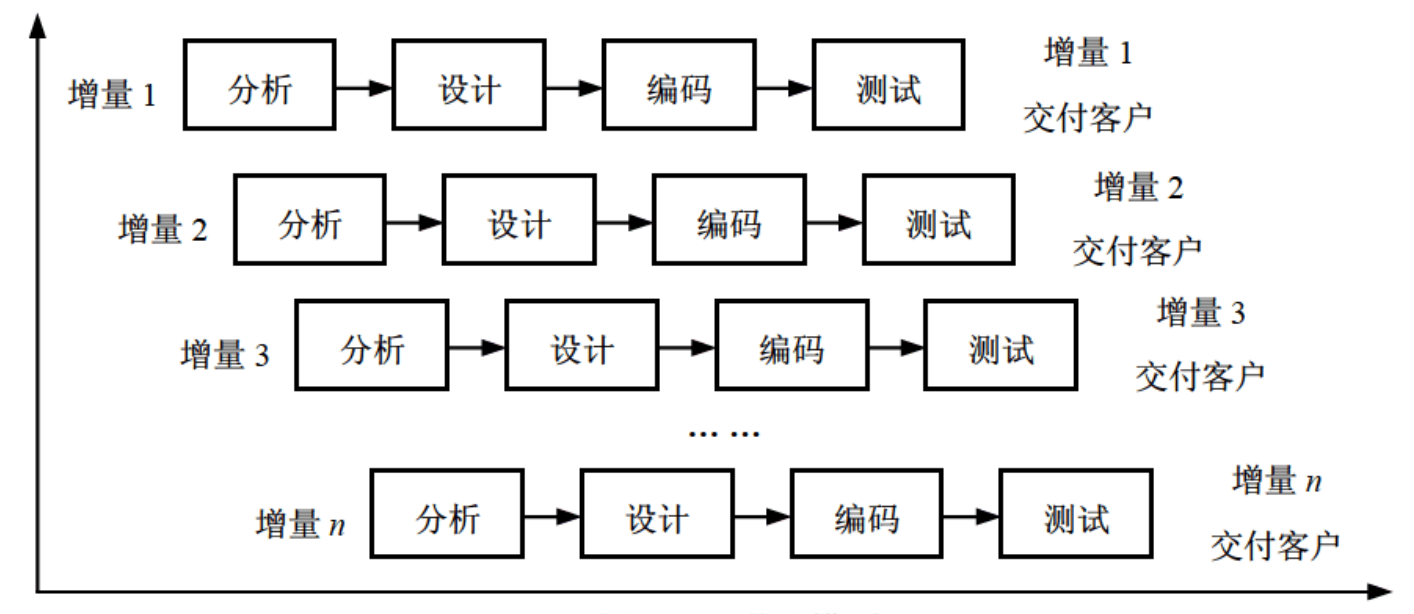 增量 1 分析 设计 编码 测试 增量 1
交付客户
增量 2 分析 设计 编码 测试 增量 2
交付客户
增量 3 分析 设计 编码 测试 增量 3
交付客户
... ...
增量 n 分析 设计 编码 测试 增量 n
交付客户